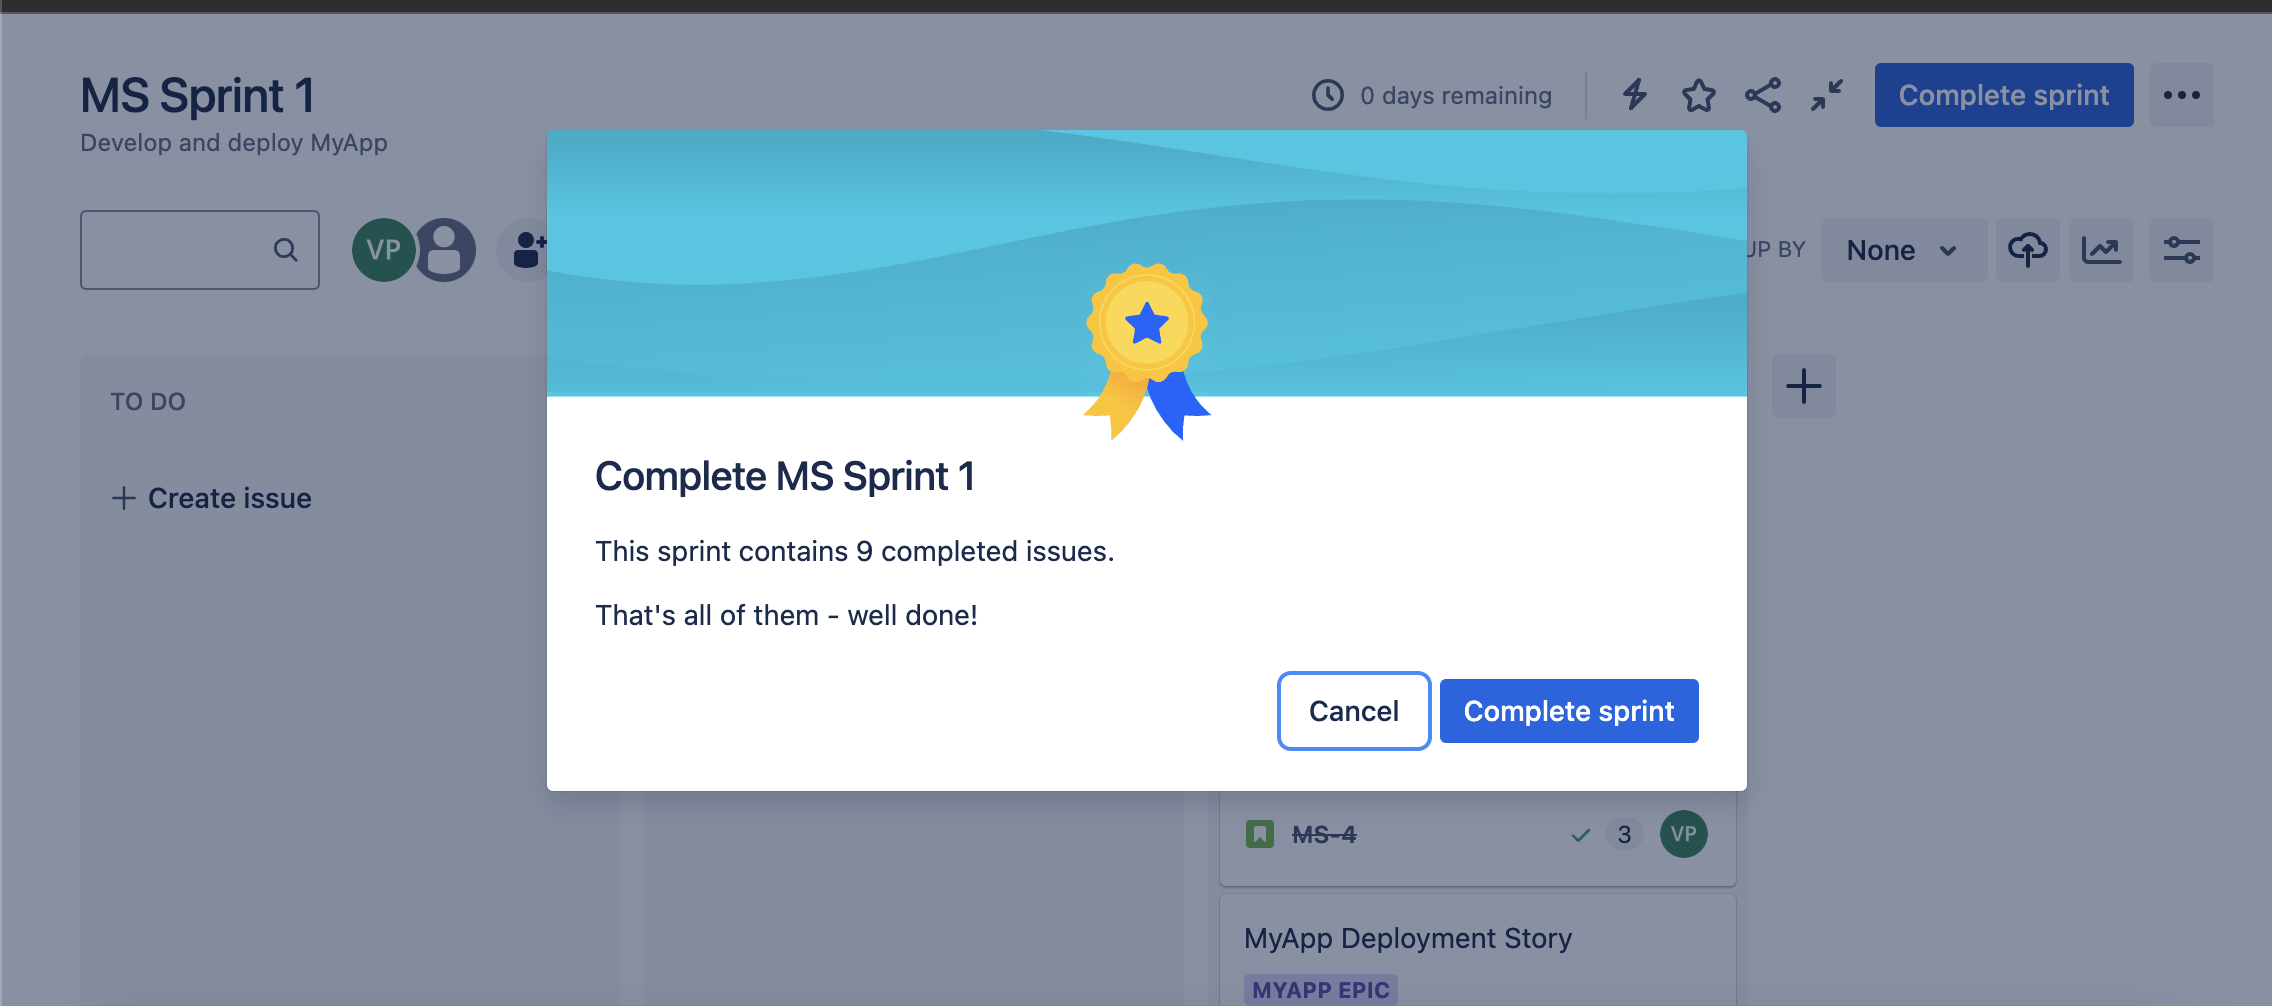 MS Sprint 1
Develop and deploy MyApp
0 days remaining
Complete sprint
VP
UP BY
None
TO DO
Create issue
Complete MS Sprint 1
This sprint contains 9 completed issues.
That's all of them - well done!
Cancel
Complete sprint
MS-4
3
VP
MyApp Deployment Story
MYAPP EPIC